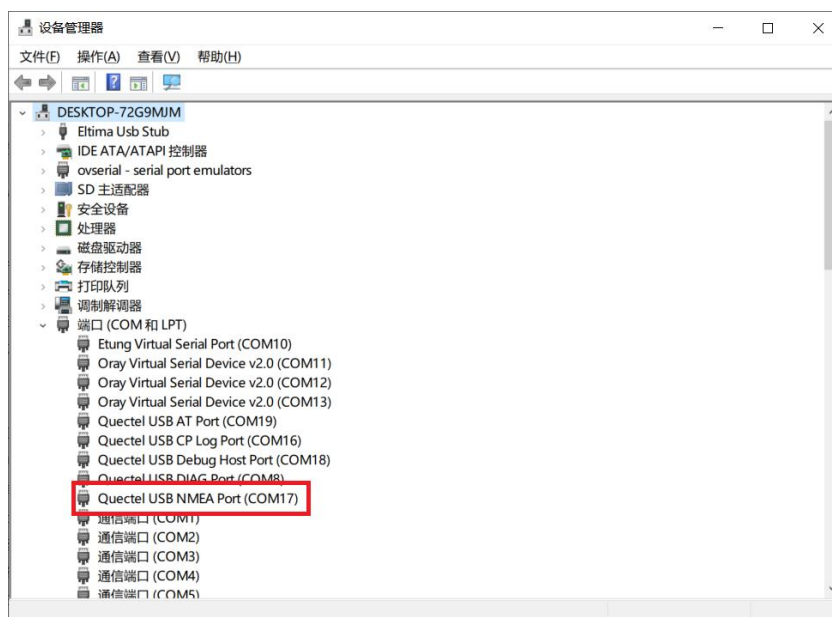 设备管理器
文件(F) 操作(A) 查看(V) 帮助(H)
DESKTOP-72G9MJM
Eltima Usb Stub
IDE ATA/ATAPI 控制器
ovserial - serial port emulators
SD 主适配器
安全设备
处理器
磁盘驱动器
存储控制器
打印队列
调制解调器
端口 (COM 和 LPT)
Etung Virtual Serial Port (COM10)
Oray Virtual Serial Device v2.0 (COM11)
Oray Virtual Serial Device v2.0 (COM12)
Oray Virtual Serial Device v2.0 (COM13)
Quectel USB AT Port (COM19)
Quectel USB CP Log Port (COM16)
Quectel USB Debug Host Port (COM18)
Quectel USB DIAG Port (COM8)
Quectel USB NMEA Port (COM17)
通信端口 (COM1)
通信端口 (COM2)
通信端口 (COM3)
通信端口 (COM4)
通信端口 (COM5)